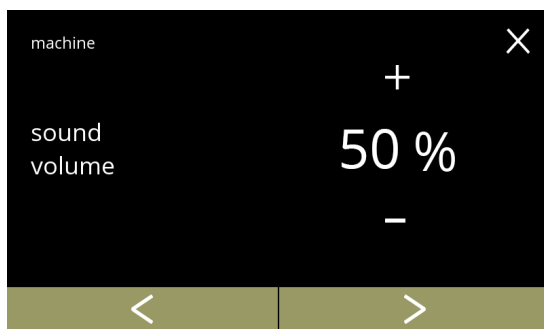 machine
+
sound
volume
50 %
–